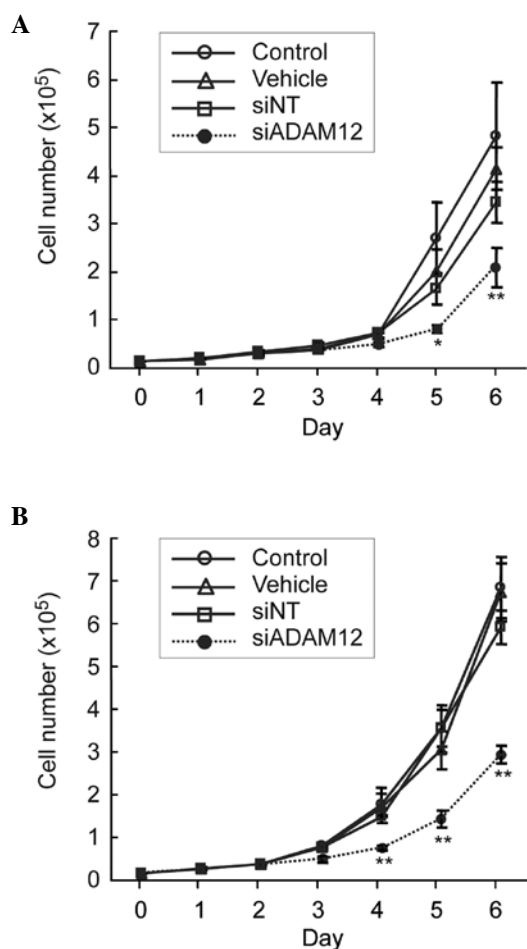 A
Cell number (x10⁵)
7
6
5
4
3
2
1
0
Control
Vehicle
siNT
siADAM12
*
**
0 1 2 3 4 5 6
Day
B
Cell number (x10⁵)
8
7
6
5
4
3
2
1
0
Control
Vehicle
siNT
siADAM12
**
**
**
0 1 2 3 4 5 6
Day